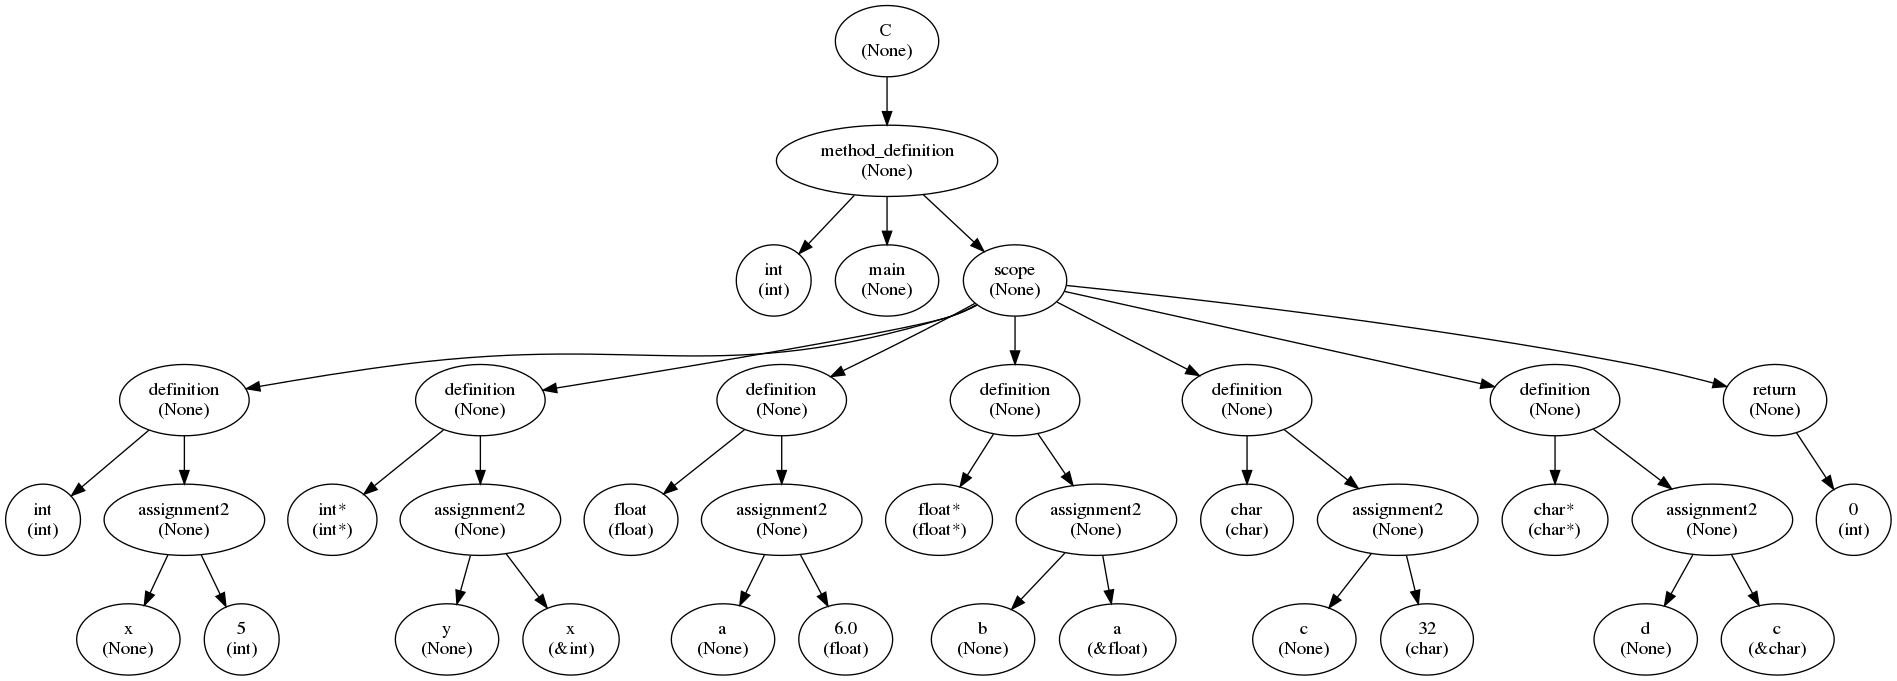 C
(None)
method_definition
(None)
int
(int)
main
(None)
scope
(None)
definition
(None)
definition
(None)
definition
(None)
definition
(None)
definition
(None)
definition
(None)
return
(None)
int
(int)
assignment2
(None)
int*
(int*)
assignment2
(None)
float
(float)
assignment2
(None)
float*
(float*)
assignment2
(None)
char
(char)
assignment2
(None)
char*
(char*)
assignment2
(None)
0
(int)
x
(None)
5
(int)
y
(None)
x
(&int)
a
(None)
6.0
(float)
b
(None)
a
(&float)
c
(None)
32
(char)
d
(None)
c
(&char)